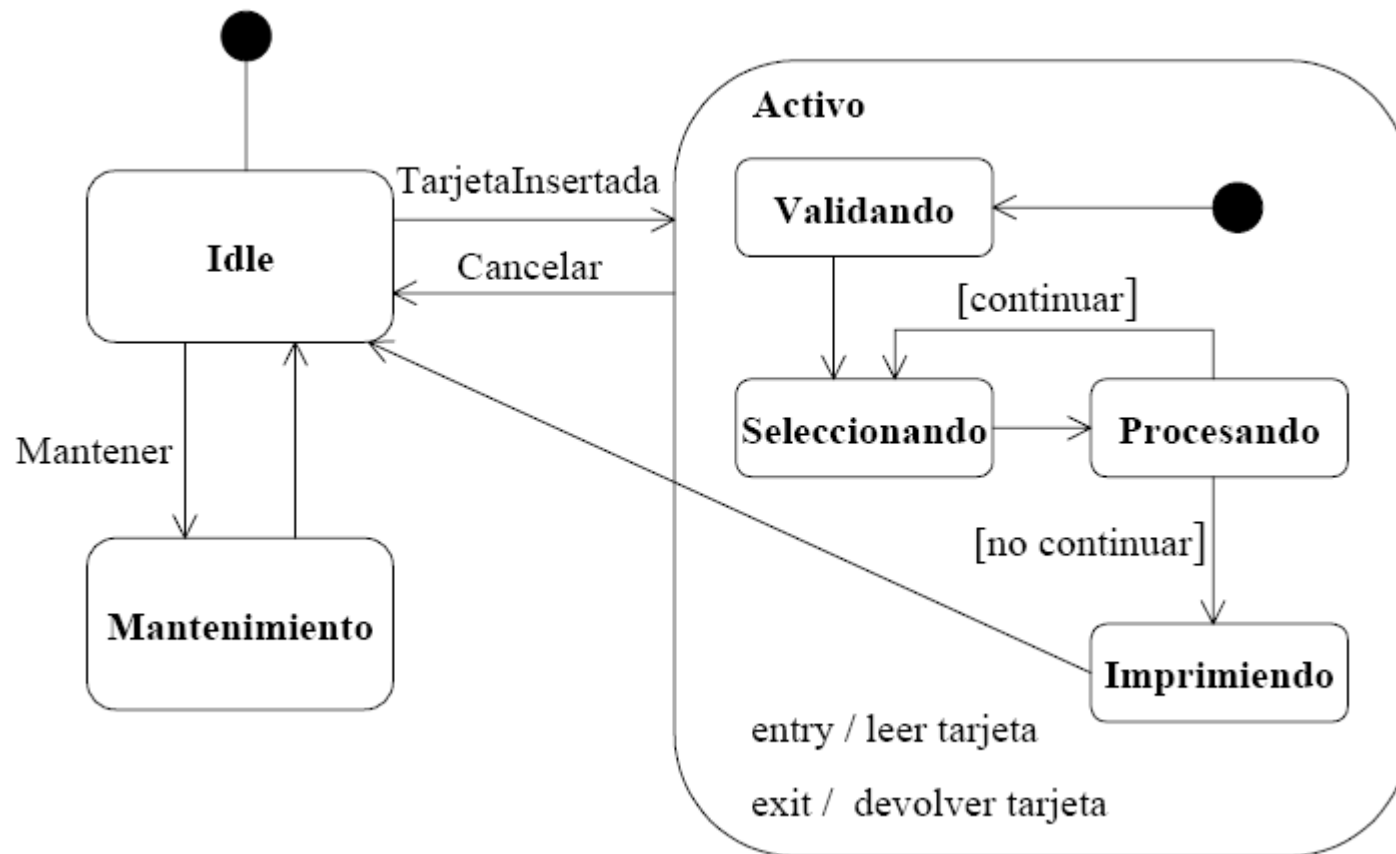 Activo
TarjetaInsertada
Validando
Idle
Cancelar
[continuar]
Seleccionando
Procesando
Mantener
[no continuar]
Mantenimiento
Imprimiendo
entry / leer tarjeta
exit / devolver tarjeta